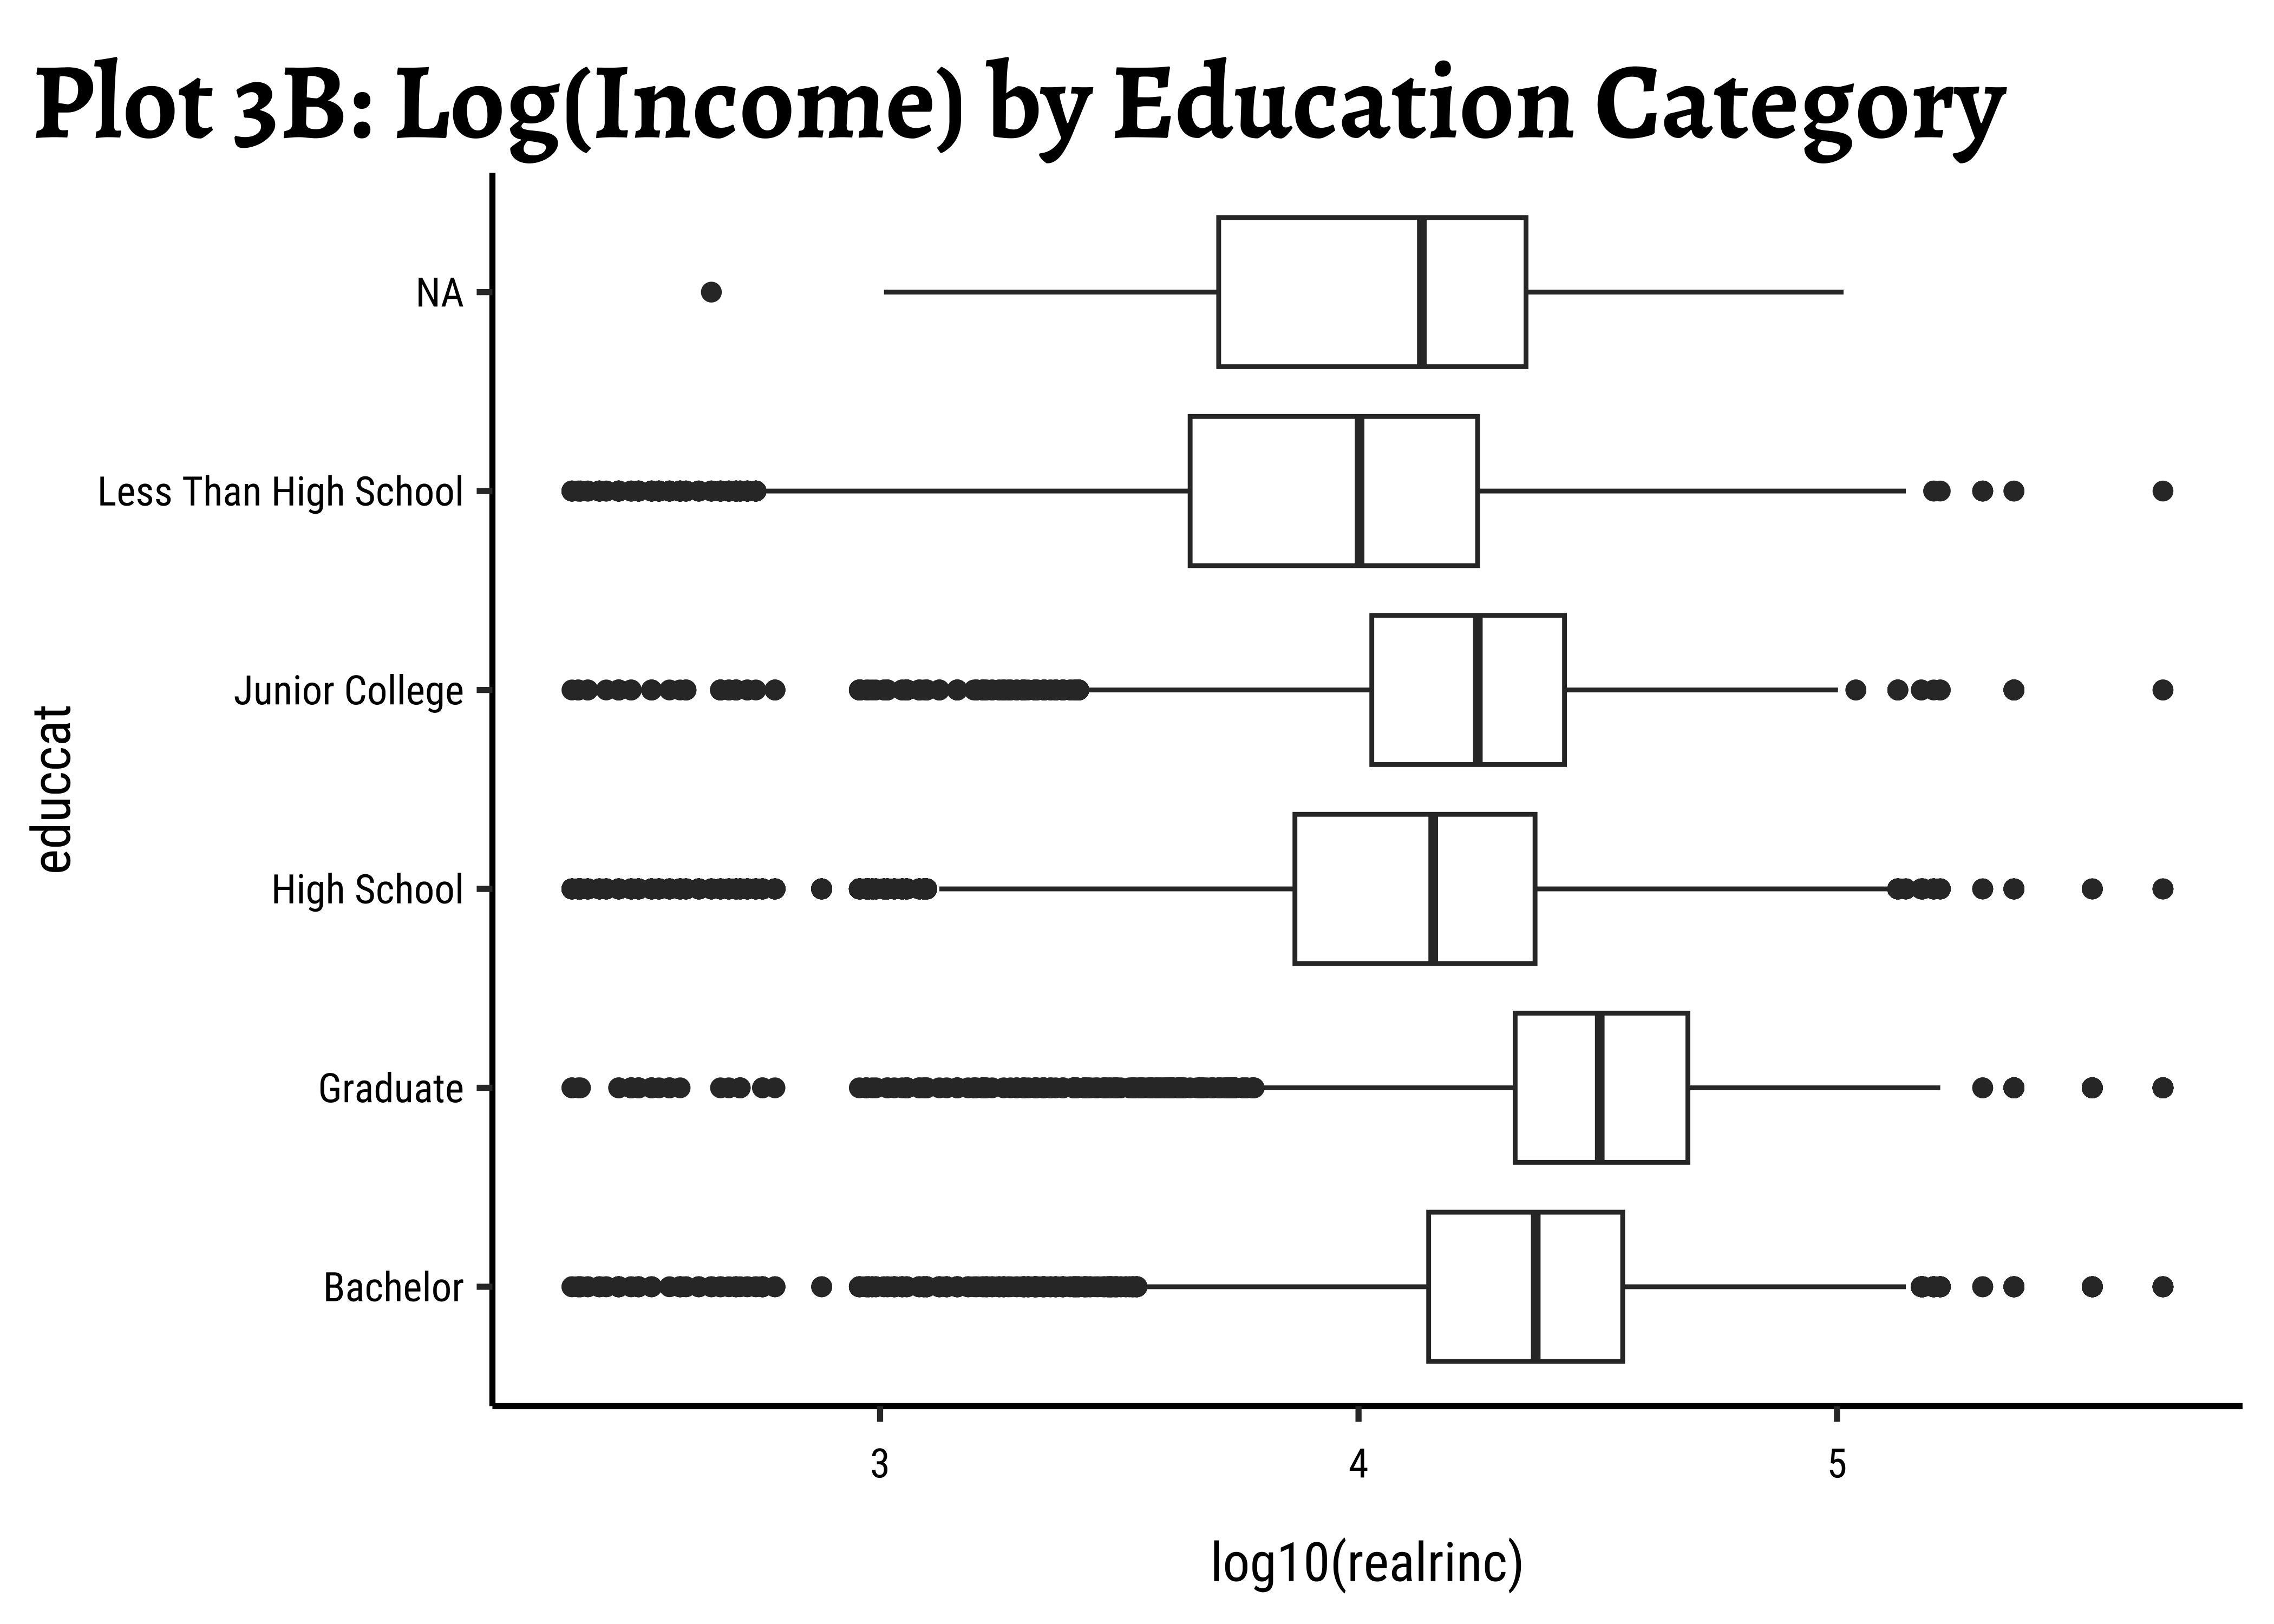 Plot 3B: Log(Income) by Education Category
NA
Less Than High School
Junior College
High School
Graduate
Bachelor
educcat
3 4 5
log10(realrinc)